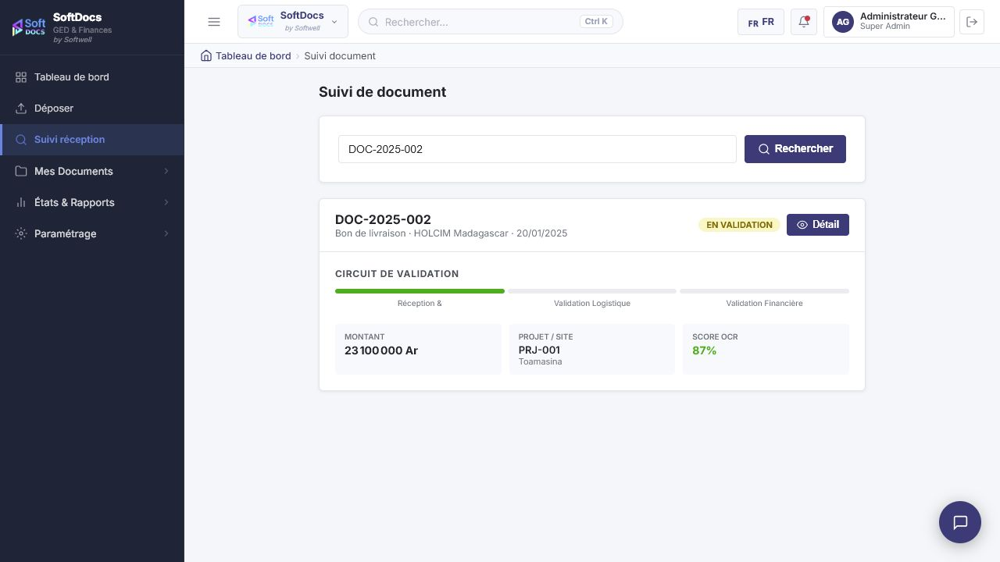 Soft
DOCS
SoftDocs
GED & Finances
by Softwell
Tableau de bord
Déposer
Suivi réception
Mes Documents
États & Rapports
Paramétrage
Soft
DOCS
SoftDocs
by Softwell
Rechercher...
Ctrl K
FR FR
AG
Administrateur G...
Super Admin
Tableau de bord
Suivi document
Suivi de document
DOC-2025-002
Rechercher
DOC-2025-002
Bon de livraison · HOLCIM Madagascar · 20/01/2025
EN VALIDATION
Détail
CIRCUIT DE VALIDATION
Réception &
Validation Logistique
Validation Financière
MONTANT
23 100 000 Ar
PROJET / SITE
PRJ-001
Toamasina
SCORE OCR
87%